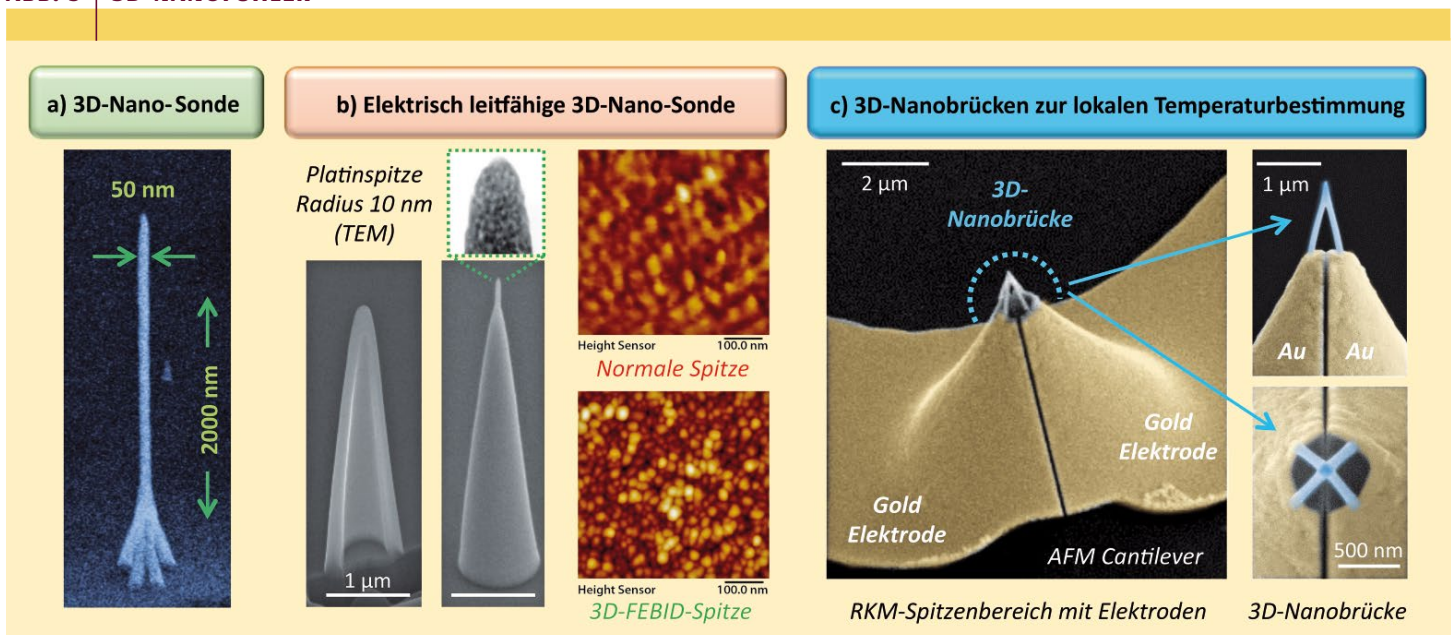 a) 3D-Nano-Sonde
50 nm
2000 nm
b) Elektrisch leitfähige 3D-Nano-Sonde
Platinspitze
Radius 10 nm
(TEM)
1 µm
Height Sensor
100.0 nm
Normale Spitze
Height Sensor
100.0 nm
3D-FEBID-Spitze
c) 3D-Nanobrücken zur lokalen Temperaturbestimmung
2 µm
3D-
Nanobrücke
Gold
Elektrode
Gold
Elektrode
AFM Cantilever
RKM-Spitzenbereich mit Elektroden
1 µm
Au
Au
500 nm
3D-Nanobrücke